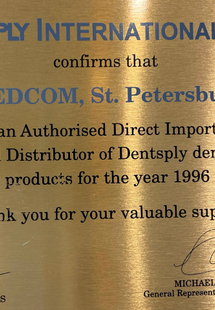 PLY INTERNATIONAL
confirms that
EDCOM, St. Petersbu
an Authorised Direct Import
Distributor of Dentsply den
products for the year 1996
nk you for your valuable sup
MICHAEL
General Represent